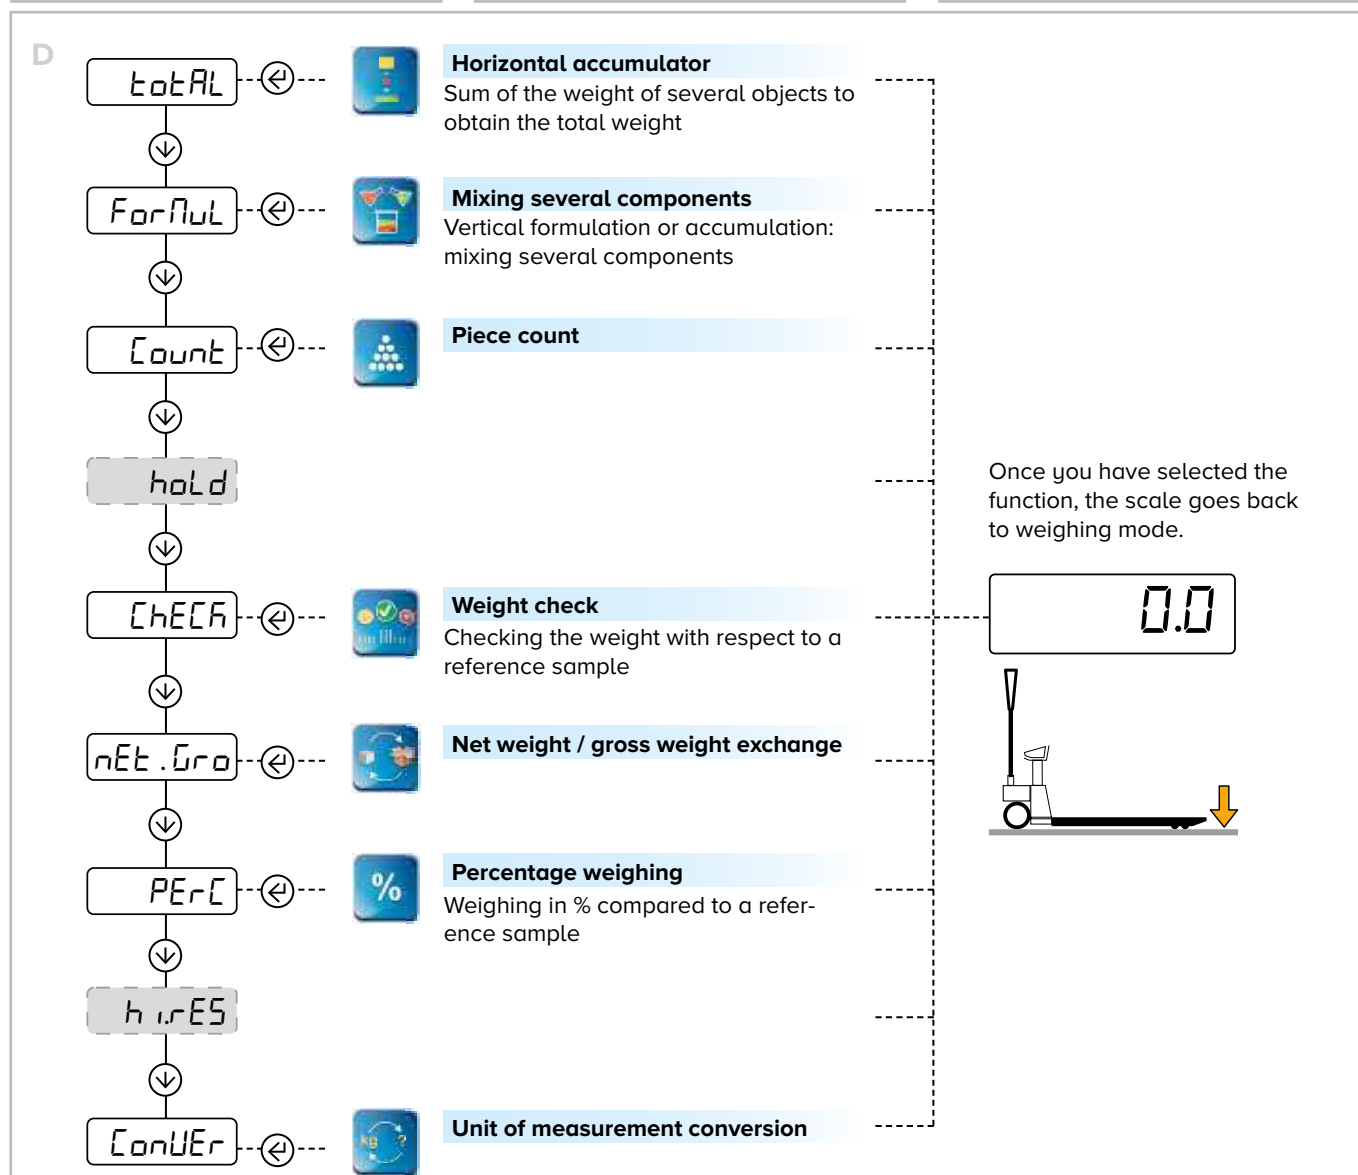 D
totAL
Horizontal accumulator
Sum of the weight of several objects to
obtain the total weight
ForMuL
Mixing several components
Vertical formulation or accumulation:
mixing several components
Count
Piece count
hoLd
Once you have selected the
function, the scale goes back
to weighing mode.
0.0
ChECk
Weight check
Checking the weight with respect to a
reference sample
nEt.Gro
Net weight / gross weight exchange
PErC
%
Percentage weighing
Weighing in % compared to a refer-
ence sample
hi.rES
ConVEr
kg ?
Unit of measurement conversion